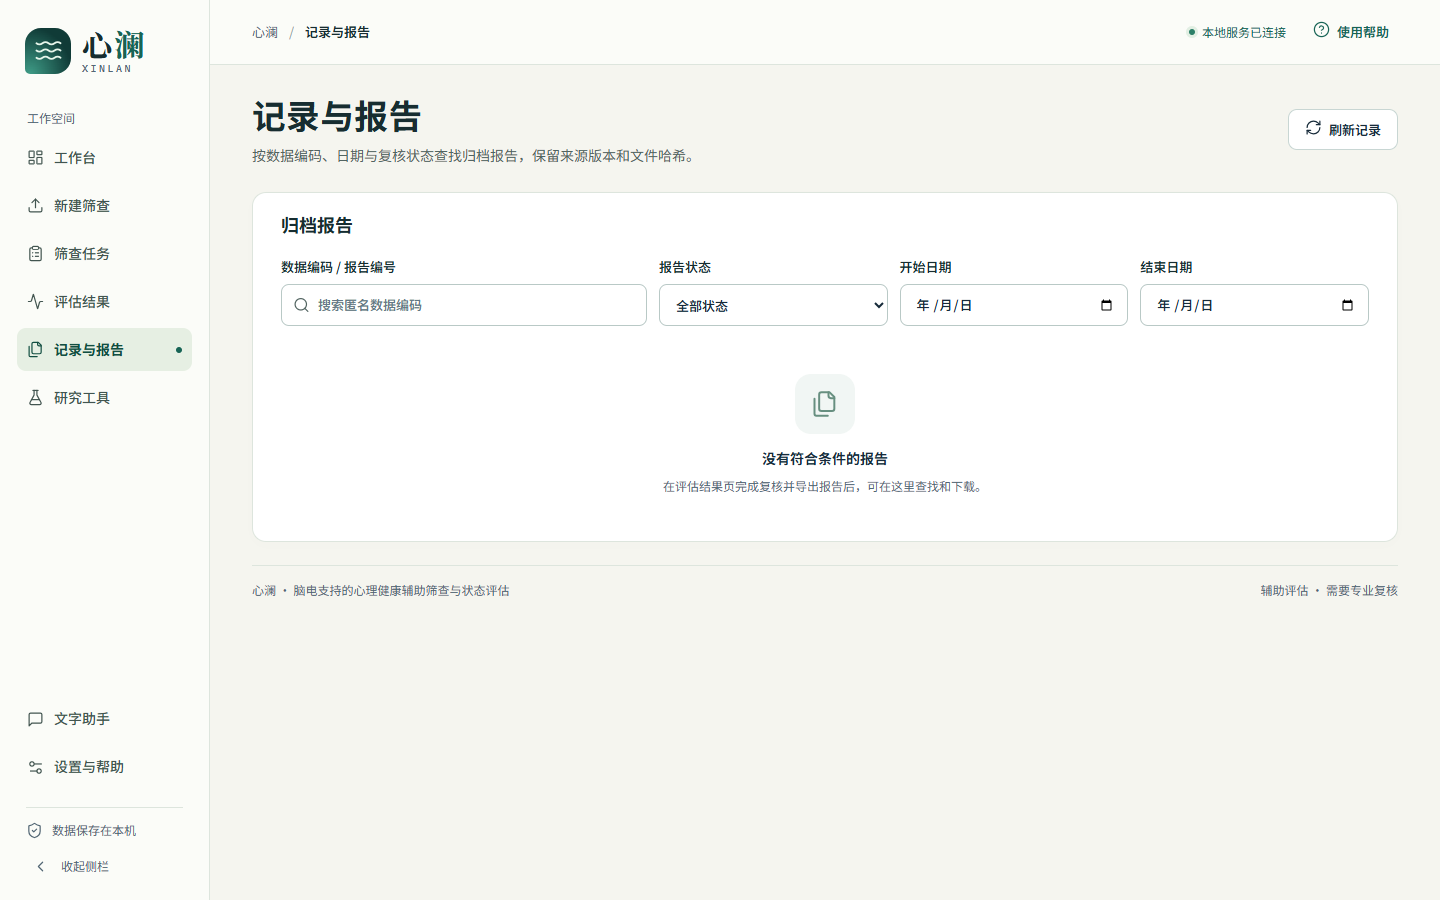 心澜
XINLAN
工作空间
工作台
新建筛查
筛查任务
评估结果
记录与报告
研究工具
文字助手
设置与帮助
数据保存在本机
收起侧栏
心澜 / 记录与报告
本地服务已连接
使用帮助
记录与报告
按数据编码、日期与复核状态查找归档报告，保留来源版本和文件哈希。
刷新记录
归档报告
数据编码 / 报告编号
搜索匿名数据编码
报告状态
全部状态
开始日期
年 /月/日
结束日期
年 /月/日
没有符合条件的报告
在评估结果页完成复核并导出报告后，可在这里查找和下载。
心澜 · 脑电支持的心理健康辅助筛查与状态评估
辅助评估 · 需要专业复核